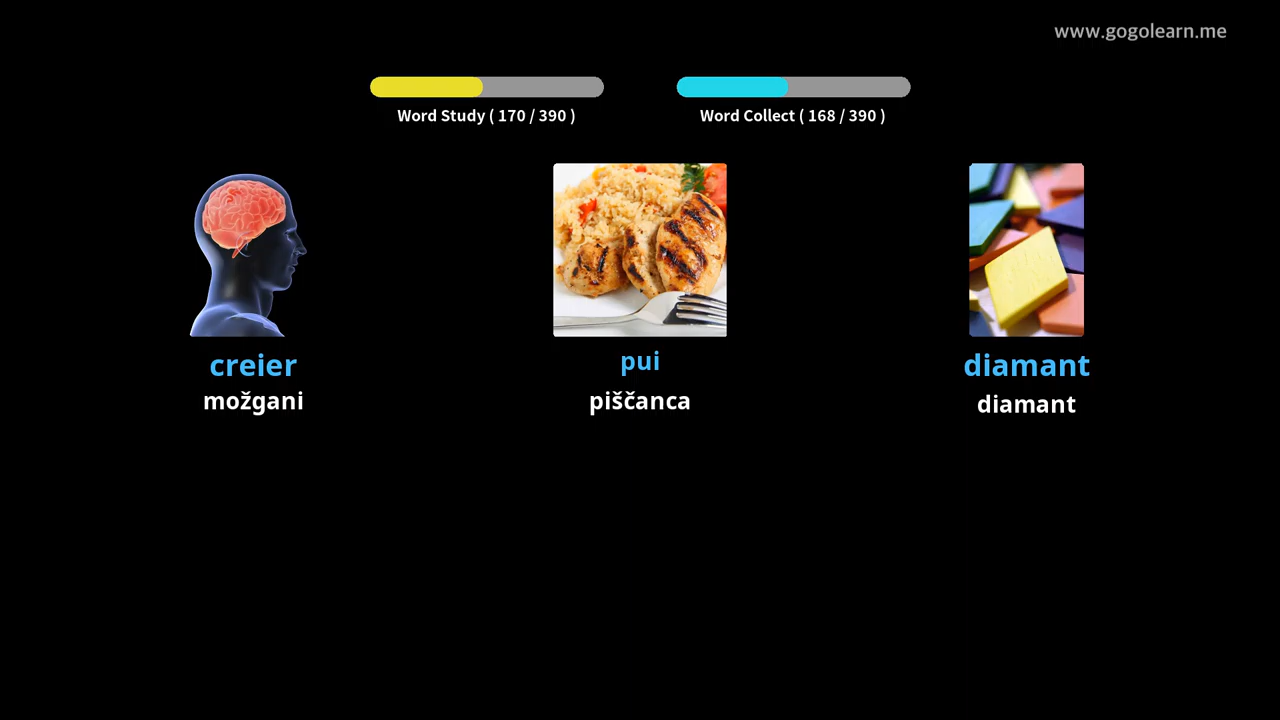 www.gogolearn.me
Word Study ( 170 / 390 )
Word Collect ( 168 / 390 )
creier
pui
diamant
možgani
piščanca
diamant